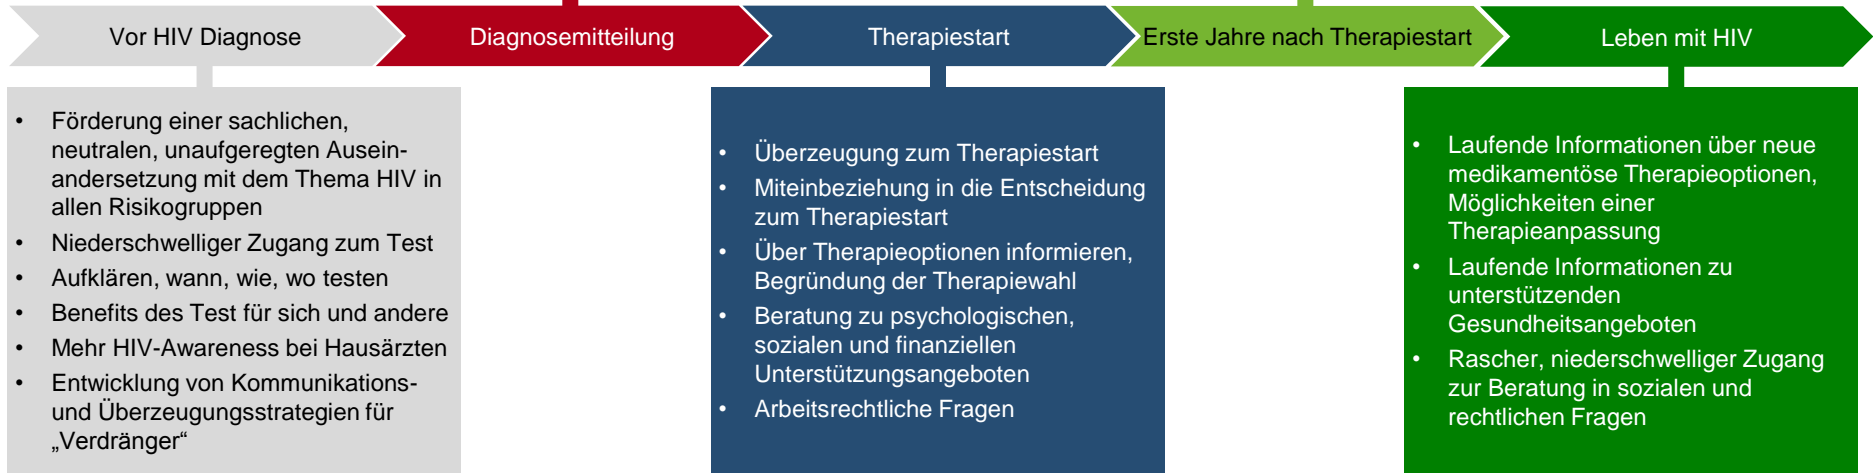 Vor HIV Diagnose
Diagnosemitteilung
Therapiestart
Erste Jahre nach Therapiestart
Leben mit HIV
• Förderung einer sachlichen,
neutralen, unaufgeregten Ausein-
andersetzung mit dem Thema HIV in
allen Risikogruppen
• Niederschwelliger Zugang zum Test
• Aufklären, wann, wie, wo testen
• Benefits des Test für sich und andere
• Mehr HIV-Awareness bei Hausärzten
• Entwicklung von Kommunikations-
und Überzeugungsstrategien für
„Verdränger“
• Überzeugung zum Therapiestart
• Miteinbeziehung in die Entscheidung
zum Therapiestart
• Über Therapieoptionen informieren,
Begründung der Therapiewahl
• Beratung zu psychologischen,
sozialen und finanziellen
Unterstützungsangeboten
• Arbeitsrechtliche Fragen
• Laufende Informationen über neue
medikamentöse Therapieoptionen,
Möglichkeiten einer
Therapieanpassung
• Laufende Informationen zu
unterstützenden
Gesundheitsangeboten
• Rascher, niederschwelliger Zugang
zur Beratung in sozialen und
rechtlichen Fragen